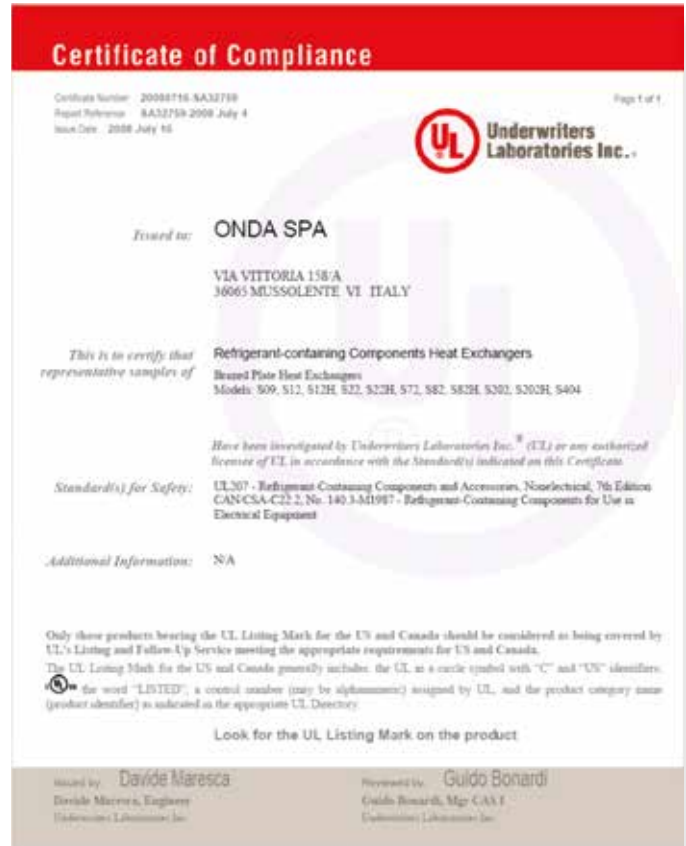 Certificate of Compliance
Certificate Number 20080716-SA32759
Page 1 of 1
Report Reference SA32759-2008 July 4
Issue Date 2008 July 16
UL
Underwriters
Laboratories Inc.
Issued to:
ONDA SPA
VIA VITTORIA 158/A
36065 MUSSOLENTE VI ITALY
This is to certify that
representative samples of
Refrigerant-containing Components Heat Exchangers
Brazed Plate Heat Exchangers
Models: S09, S12, S12H, S22, S22H, S72, S82, S82H, S202, S202H, S404
Have been investigated by Underwriters Laboratories Inc.® (UL) or any authorized
licensee of UL in accordance with the Standard(s) indicated on this Certificate
Standard(s) for Safety:
UL207 - Refrigerant-Containing Components and Accessories, Nonelectrical, 7th Edition
CAN/CSA-C22.2, No. 140.3-M1987 - Refrigerant-Containing Components for Use in
Electrical Equipment
Additional Information:
N/A
Only those products bearing the UL Listing Mark for the US and Canada should be considered as being covered by
UL's Listing and Follow-Up Service meeting the appropriate requirements for US and Canada.
The UL Listing Mark for the US and Canada generally includes: the UL in a circle symbol with "C" and "US" identifiers:
the word "LISTED"; a control number (may be alphanumeric) assigned by UL; and the product category name
(product identifier) as indicated in the appropriate UL Directory
Look for the UL Listing Mark on the product
Issued by: Davide Maresca
Reviewed by: Guido Bonardi
Davide Maresca, Engineer
Guido Bonardi, Mgr CAS I
Underwriters Laboratories Inc.
Underwriters Laboratories Inc.